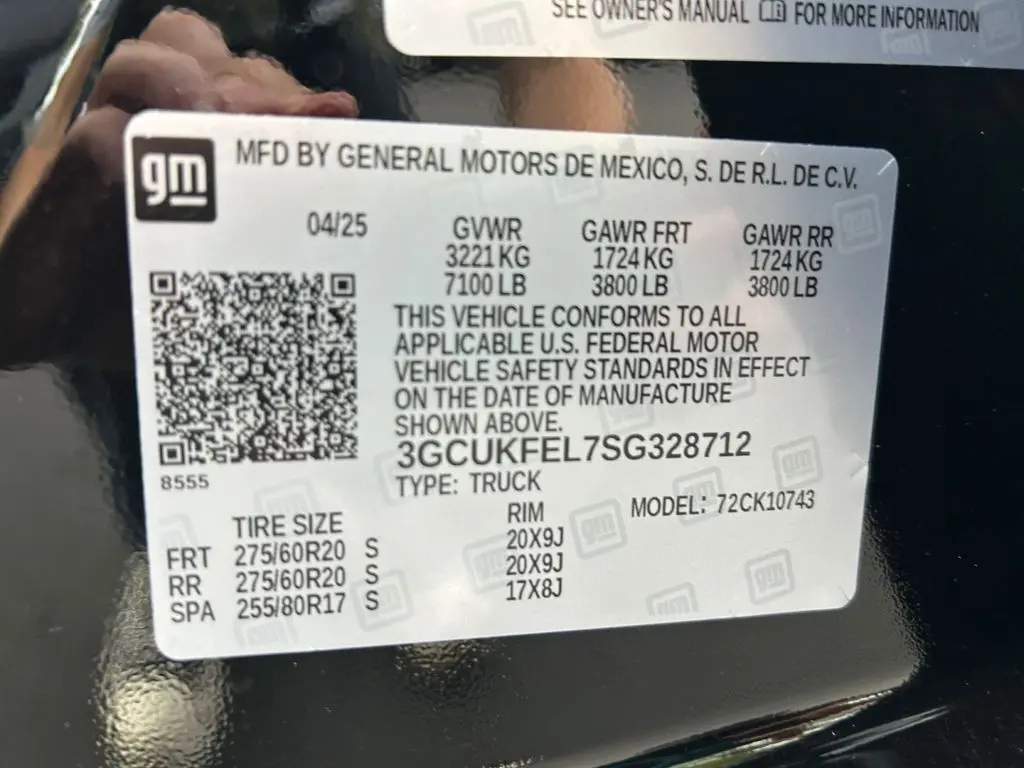 SEE OWNER'S MANUAL FOR MORE INFORMATION
gm
MFD BY GENERAL MOTORS DE MEXICO, S. DE R.L. DE C.V.
04/25 GVWR GAWR FRT GAWR RR
3221 KG 1724 KG 1724 KG
7100 LB 3800 LB 3800 LB
THIS VEHICLE CONFORMS TO ALL
APPLICABLE U.S. FEDERAL MOTOR
VEHICLE SAFETY STANDARDS IN EFFECT
ON THE DATE OF MANUFACTURE
SHOWN ABOVE.
3GCUKFEL7SG328712
8555
TYPE: TRUCK
MODEL: 72CK10743
TIRE SIZE RIM
FRT 275/60R20 S 20X9J
RR 275/60R20 S 20X9J
SPA 255/80R17 S 17X8J